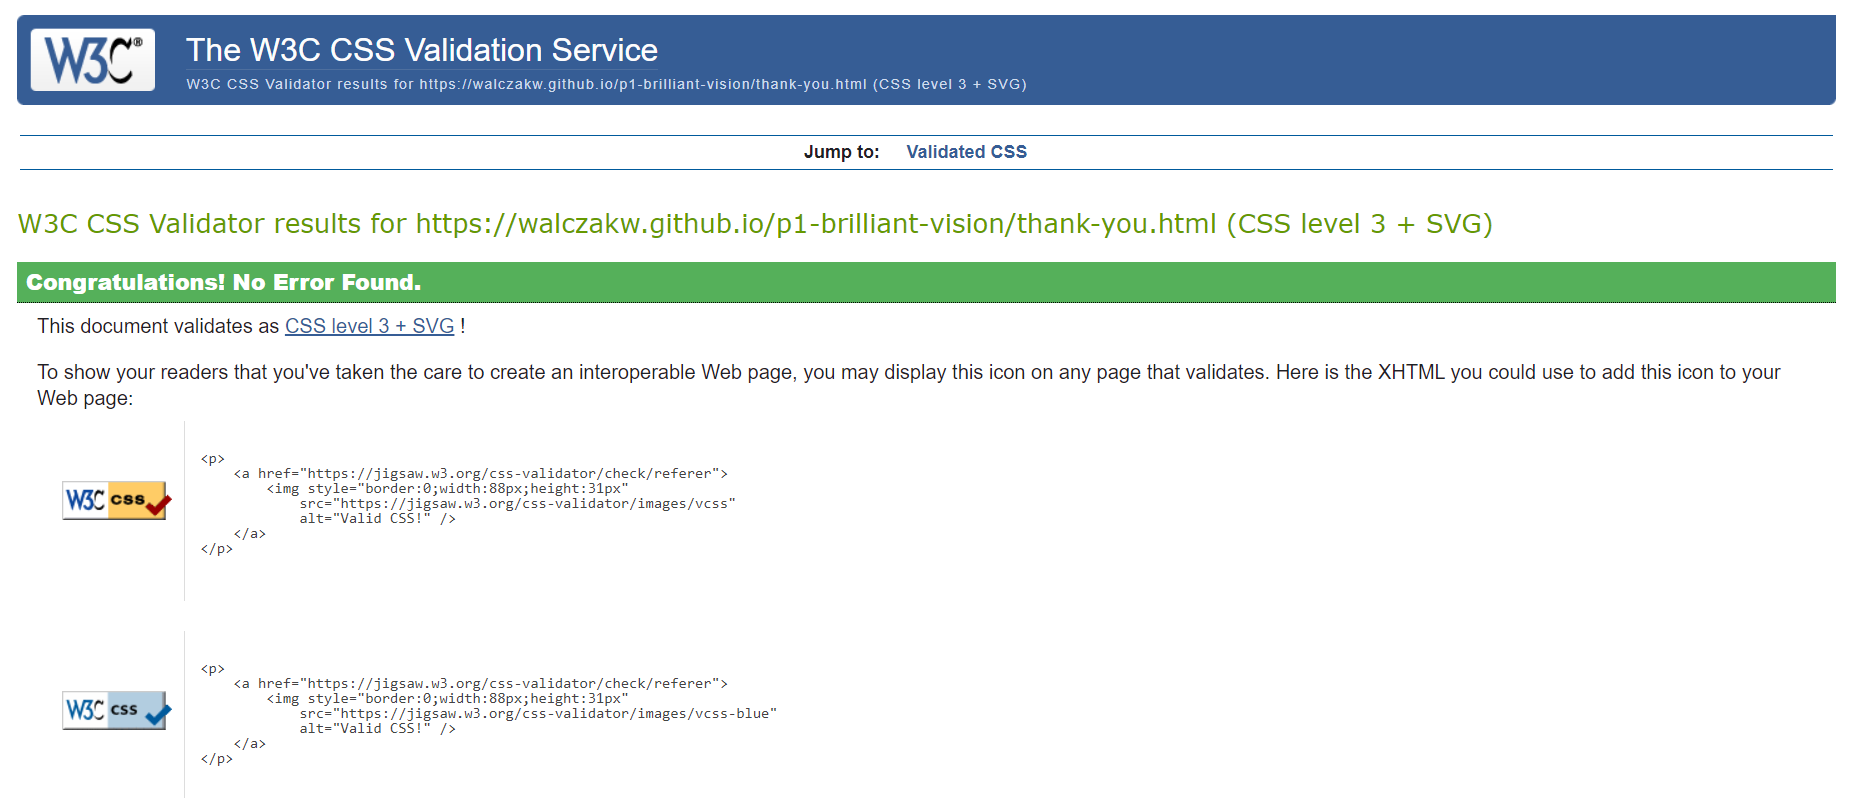 W3C®
The W3C CSS Validation Service
W3C CSS Validator results for https://walczakw.github.io/p1-brilliant-vision/thank-you.html (CSS level 3 + SVG)
Jump to: Validated CSS
W3C CSS Validator results for https://walczakw.github.io/p1-brilliant-vision/thank-you.html (CSS level 3 + SVG)
Congratulations! No Error Found.
This document validates as CSS level 3 + SVG !
To show your readers that you've taken the care to create an interoperable Web page, you may display this icon on any page that validates. Here is the XHTML you could use to add this icon to your
Web page:
W3C css
<p>
    <a href="https://jigsaw.w3.org/css-validator/check/referer">
        <img style="border:0;width:88px;height:31px"
            src="https://jigsaw.w3.org/css-validator/images/vcss"
            alt="Valid CSS!" />
    </a>
</p>
W3C css
<p>
    <a href="https://jigsaw.w3.org/css-validator/check/referer">
        <img style="border:0;width:88px;height:31px"
            src="https://jigsaw.w3.org/css-validator/images/vcss-blue"
            alt="Valid CSS!" />
    </a>
</p>